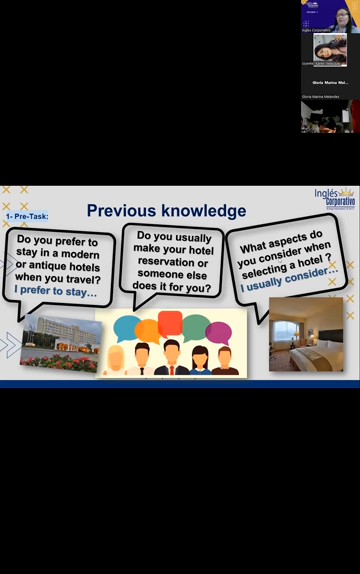 Inglés Corporativo
Gloria Marina Mel...
Gloria Marina Melendez
Inglés
Corporativo
1- Pre-Task:
Previous knowledge
Do you prefer to
stay in a modern
or antique hotels
when you travel?
I prefer to stay...
Do you usually
make your hotel
reservation or
someone else
does it for you?
What aspects do
you consider when
selecting a hotel ?
I usually consider...